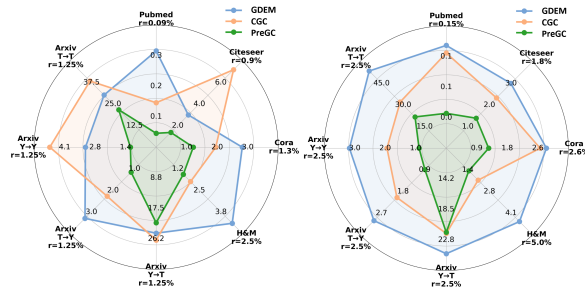 Pubmed
r=0.09%
GDEM
CGC
PreGC
Arxiv
T→T
r=1.25%
Citeseer
r=0.9%
0.3
37.5
6.0
0.2
25.0
4.0
0.1
12.5
2.0
Arxiv
Y→Y
r=1.25%
4.1
2.8
1.4
1.0
2.0
3.0
Cora
r=1.3%
1.0
1.2
8.8
2.0
2.5
3.0
17.5
3.8
Arxiv
T→Y
r=1.25%
26.2
H&M
r=2.5%
Arxiv
Y→T
r=1.25%
Pubmed
r=0.15%
GDEM
CGC
PreGC
Arxiv
T→T
r=2.5%
Citeseer
r=1.8%
0.1
45.0
3.0
0.1
30.0
2.0
0.0
15.0
1.0
Arxiv
Y→Y
r=2.5%
3.0
2.0
1.0
0.9
1.8
2.6
Cora
r=2.6%
0.9
1.4
14.2
1.8
2.8
18.5
2.7
4.1
22.8
Arxiv
T→Y
r=2.5%
H&M
r=5.0%
Arxiv
Y→T
r=2.5%